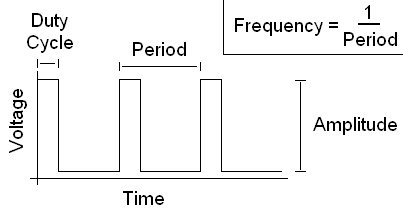 Duty
Cycle
Period
Frequency = 1
Period
Voltage
Amplitude
Time